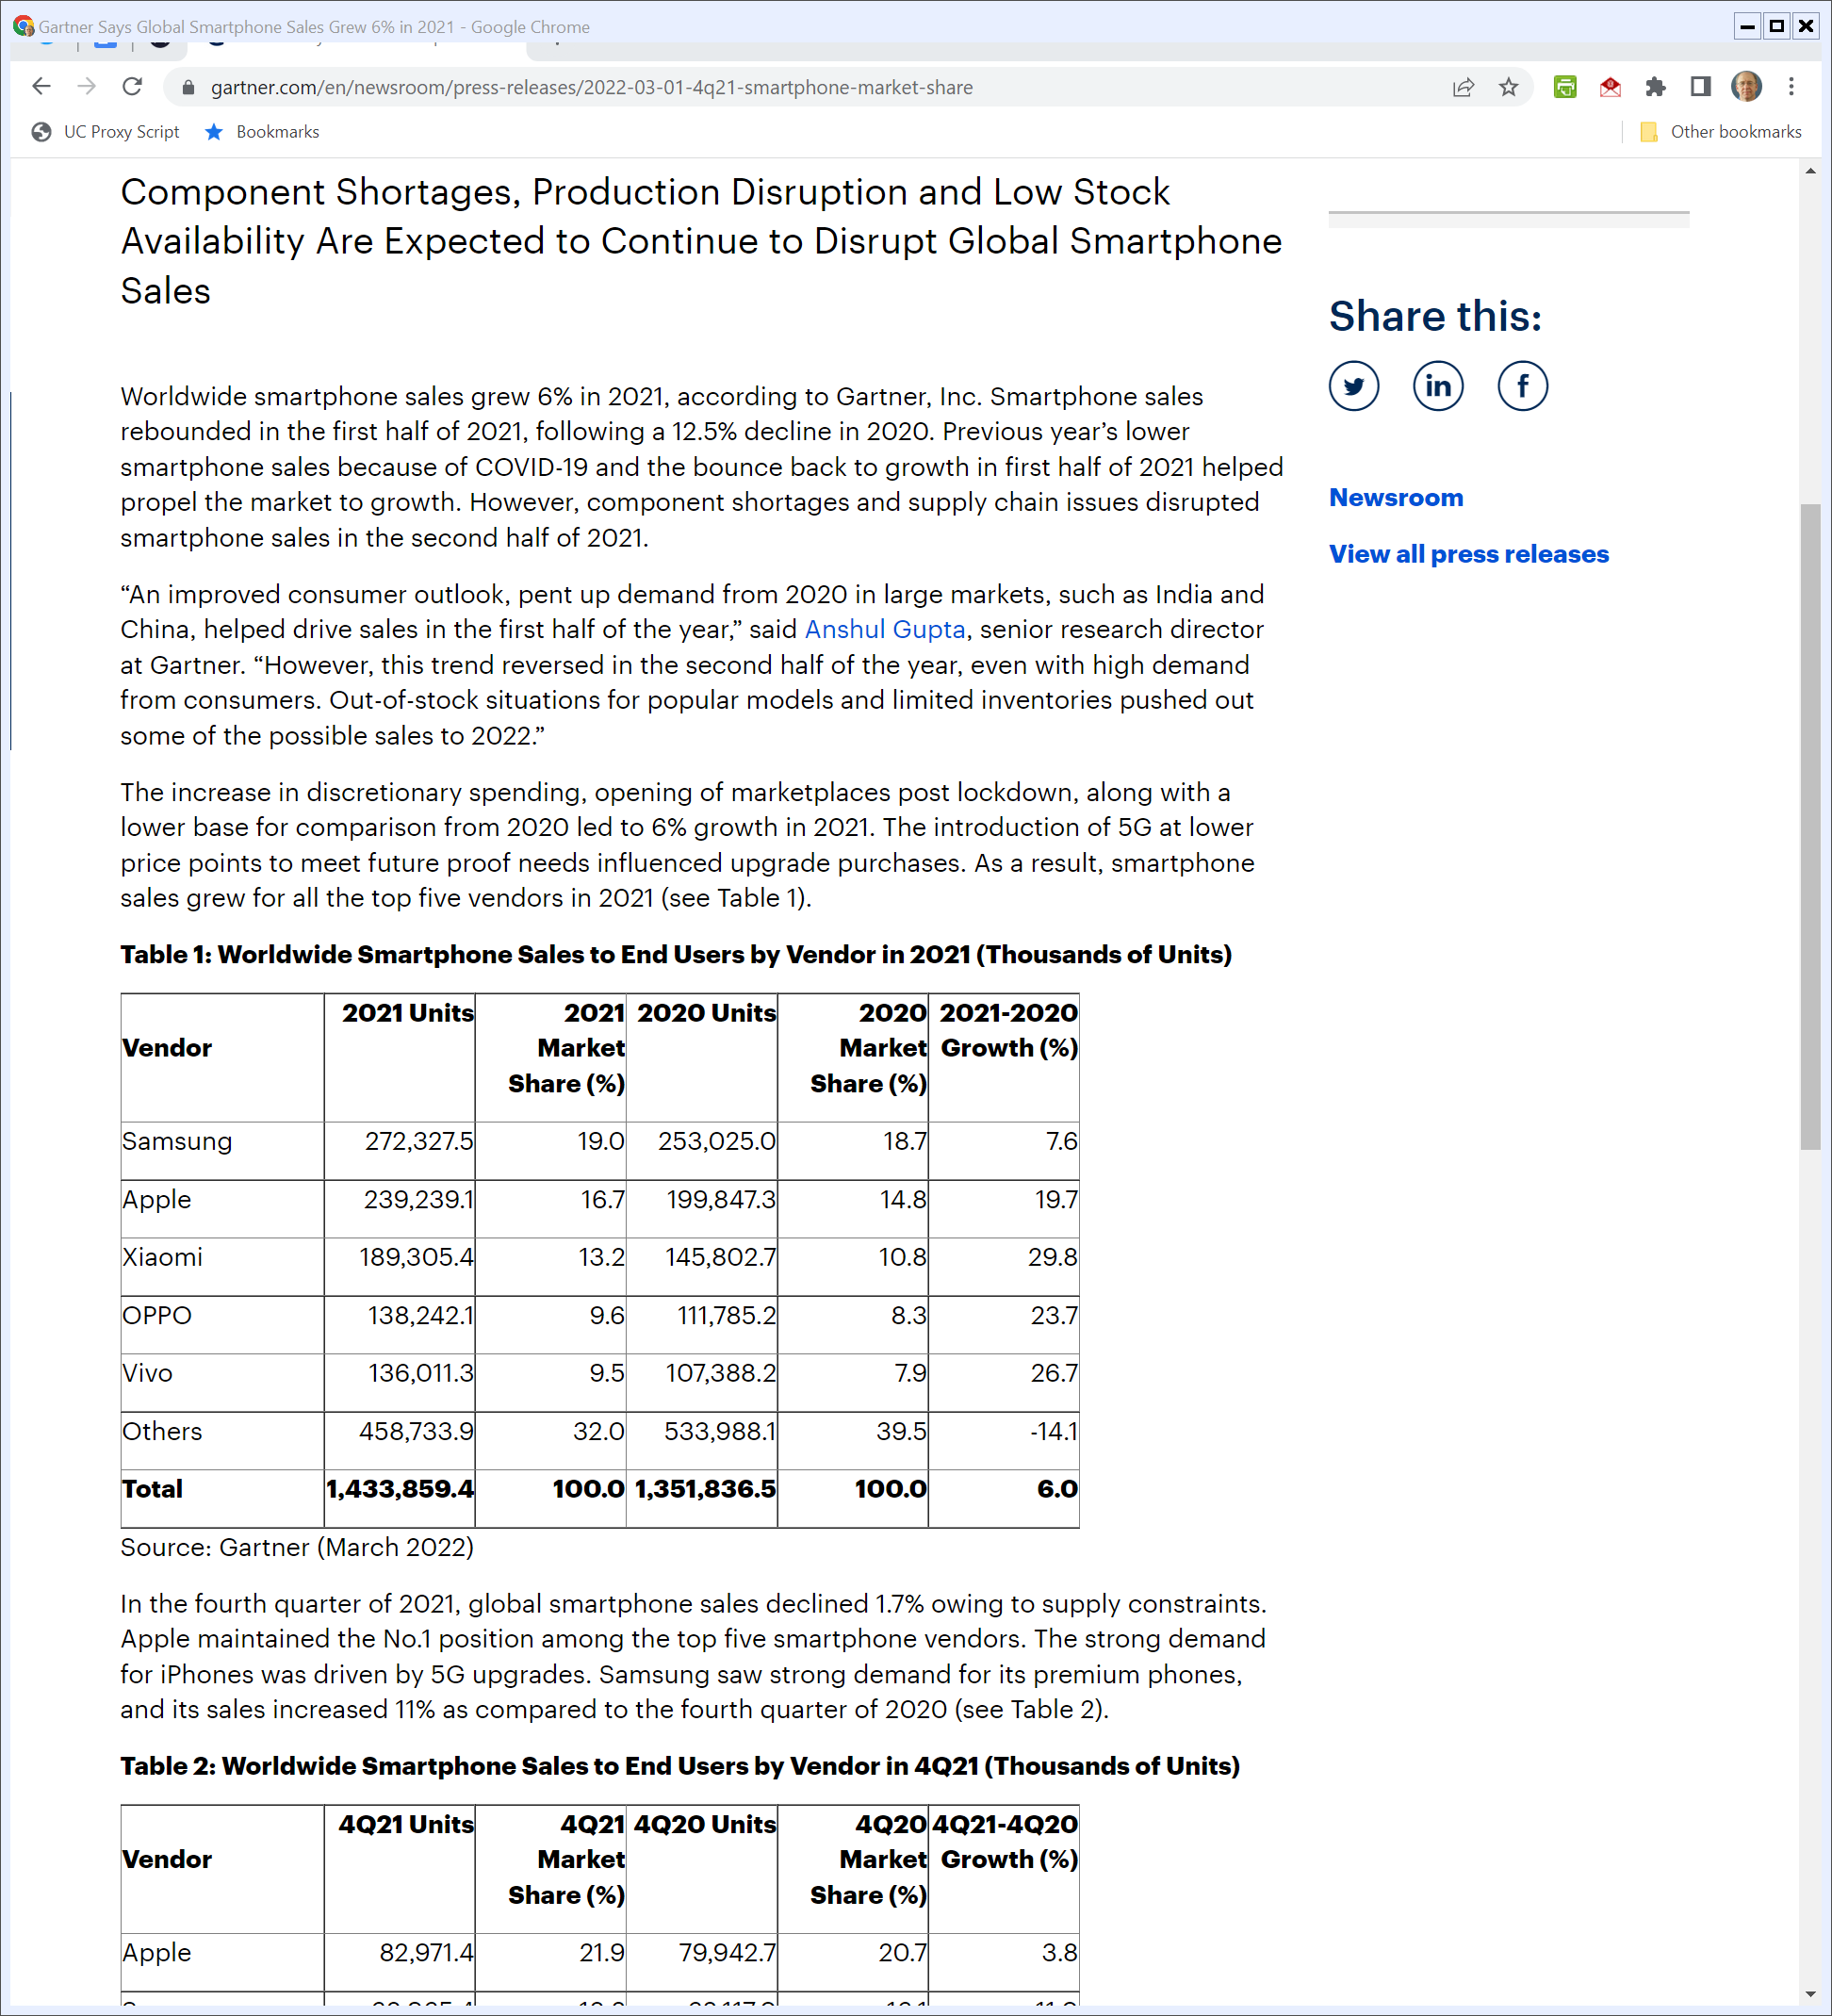 Gartner Says Global Smartphone Sales Grew 6% in 2021 - Google Chrome
gartner.com/en/newsroom/press-releases/2022-03-01-4q21-smartphone-market-share
UC Proxy Script Bookmarks Other bookmarks
Component Shortages, Production Disruption and Low Stock
Availability Are Expected to Continue to Disrupt Global Smartphone
Sales
Worldwide smartphone sales grew 6% in 2021, according to Gartner, Inc. Smartphone sales
rebounded in the first half of 2021, following a 12.5% decline in 2020. Previous year’s lower
smartphone sales because of COVID-19 and the bounce back to growth in first half of 2021 helped
propel the market to growth. However, component shortages and supply chain issues disrupted
smartphone sales in the second half of 2021.
“An improved consumer outlook, pent up demand from 2020 in large markets, such as India and
China, helped drive sales in the first half of the year,” said Anshul Gupta, senior research director
at Gartner. “However, this trend reversed in the second half of the year, even with high demand
from consumers. Out-of-stock situations for popular models and limited inventories pushed out
some of the possible sales to 2022.”
The increase in discretionary spending, opening of marketplaces post lockdown, along with a
lower base for comparison from 2020 led to 6% growth in 2021. The introduction of 5G at lower
price points to meet future proof needs influenced upgrade purchases. As a result, smartphone
sales grew for all the top five vendors in 2021 (see Table 1).
Table 1: Worldwide Smartphone Sales to End Users by Vendor in 2021 (Thousands of Units)
2021 Units 2021 2020 Units 2020 2021-2020
Vendor Market Market Growth (%)
Share (%) Share (%)
Samsung 272,327.5 19.0 253,025.0 18.7 7.6
Apple 239,239.1 16.7 199,847.3 14.8 19.7
Xiaomi 189,305.4 13.2 145,802.7 10.8 29.8
OPPO 138,242.1 9.6 111,785.2 8.3 23.7
Vivo 136,011.3 9.5 107,388.2 7.9 26.7
Others 458,733.9 32.0 533,988.1 39.5 -14.1
Total 1,433,859.4 100.0 1,351,836.5 100.0 6.0
Source: Gartner (March 2022)
In the fourth quarter of 2021, global smartphone sales declined 1.7% owing to supply constraints.
Apple maintained the No.1 position among the top five smartphone vendors. The strong demand
for iPhones was driven by 5G upgrades. Samsung saw strong demand for its premium phones,
and its sales increased 11% as compared to the fourth quarter of 2020 (see Table 2).
Table 2: Worldwide Smartphone Sales to End Users by Vendor in 4Q21 (Thousands of Units)
4Q21 Units 4Q21 4Q20 Units 4Q20 4Q21-4Q20
Vendor Market Market Growth (%)
Share (%) Share (%)
Apple 82,971.4 21.9 79,942.7 20.7 3.8
Share this:
in
f
Newsroom
View all press releases